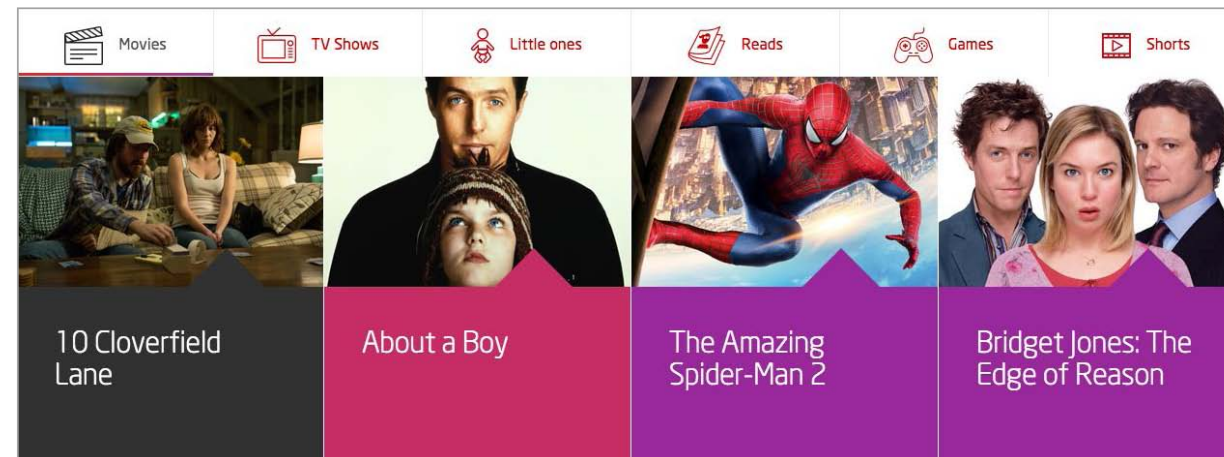 Movies
TV Shows
Little ones
Reads
Games
Shorts
10 Cloverfield
Lane
About a Boy
The Amazing
Spider-Man 2
Bridget Jones: The
Edge of Reason